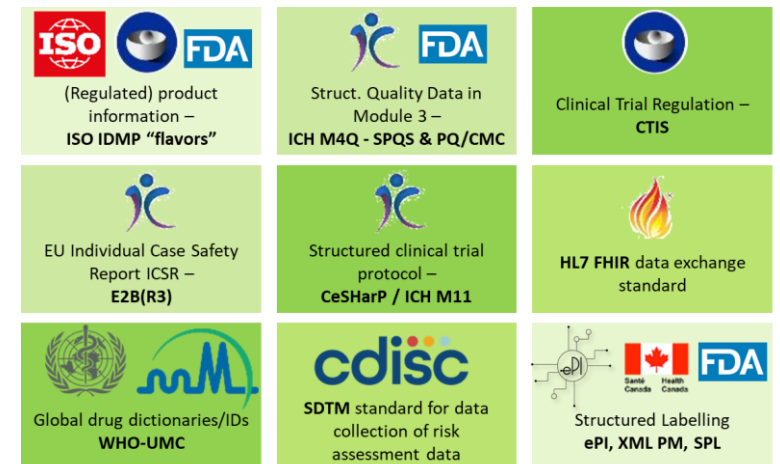 ISO
FDA
(Regulated) product
information –
ISO IDMP “flavors”
FDA
Struct. Quality Data in
Module 3 –
ICH M4Q - SPQS & PQ/CMC
Clinical Trial Regulation –
CTIS
EU Individual Case Safety
Report ICSR –
E2B(R3)
Structured clinical trial
protocol –
CeSHarP / ICH M11
HL7 FHIR data exchange
standard
Global drug dictionaries/IDs
WHO-UMC
cdisc
SDTM standard for data
collection of risk
assessment data
ePI
Santé Health
Canada Canada
FDA
Structured Labelling
ePI, XML PM, SPL